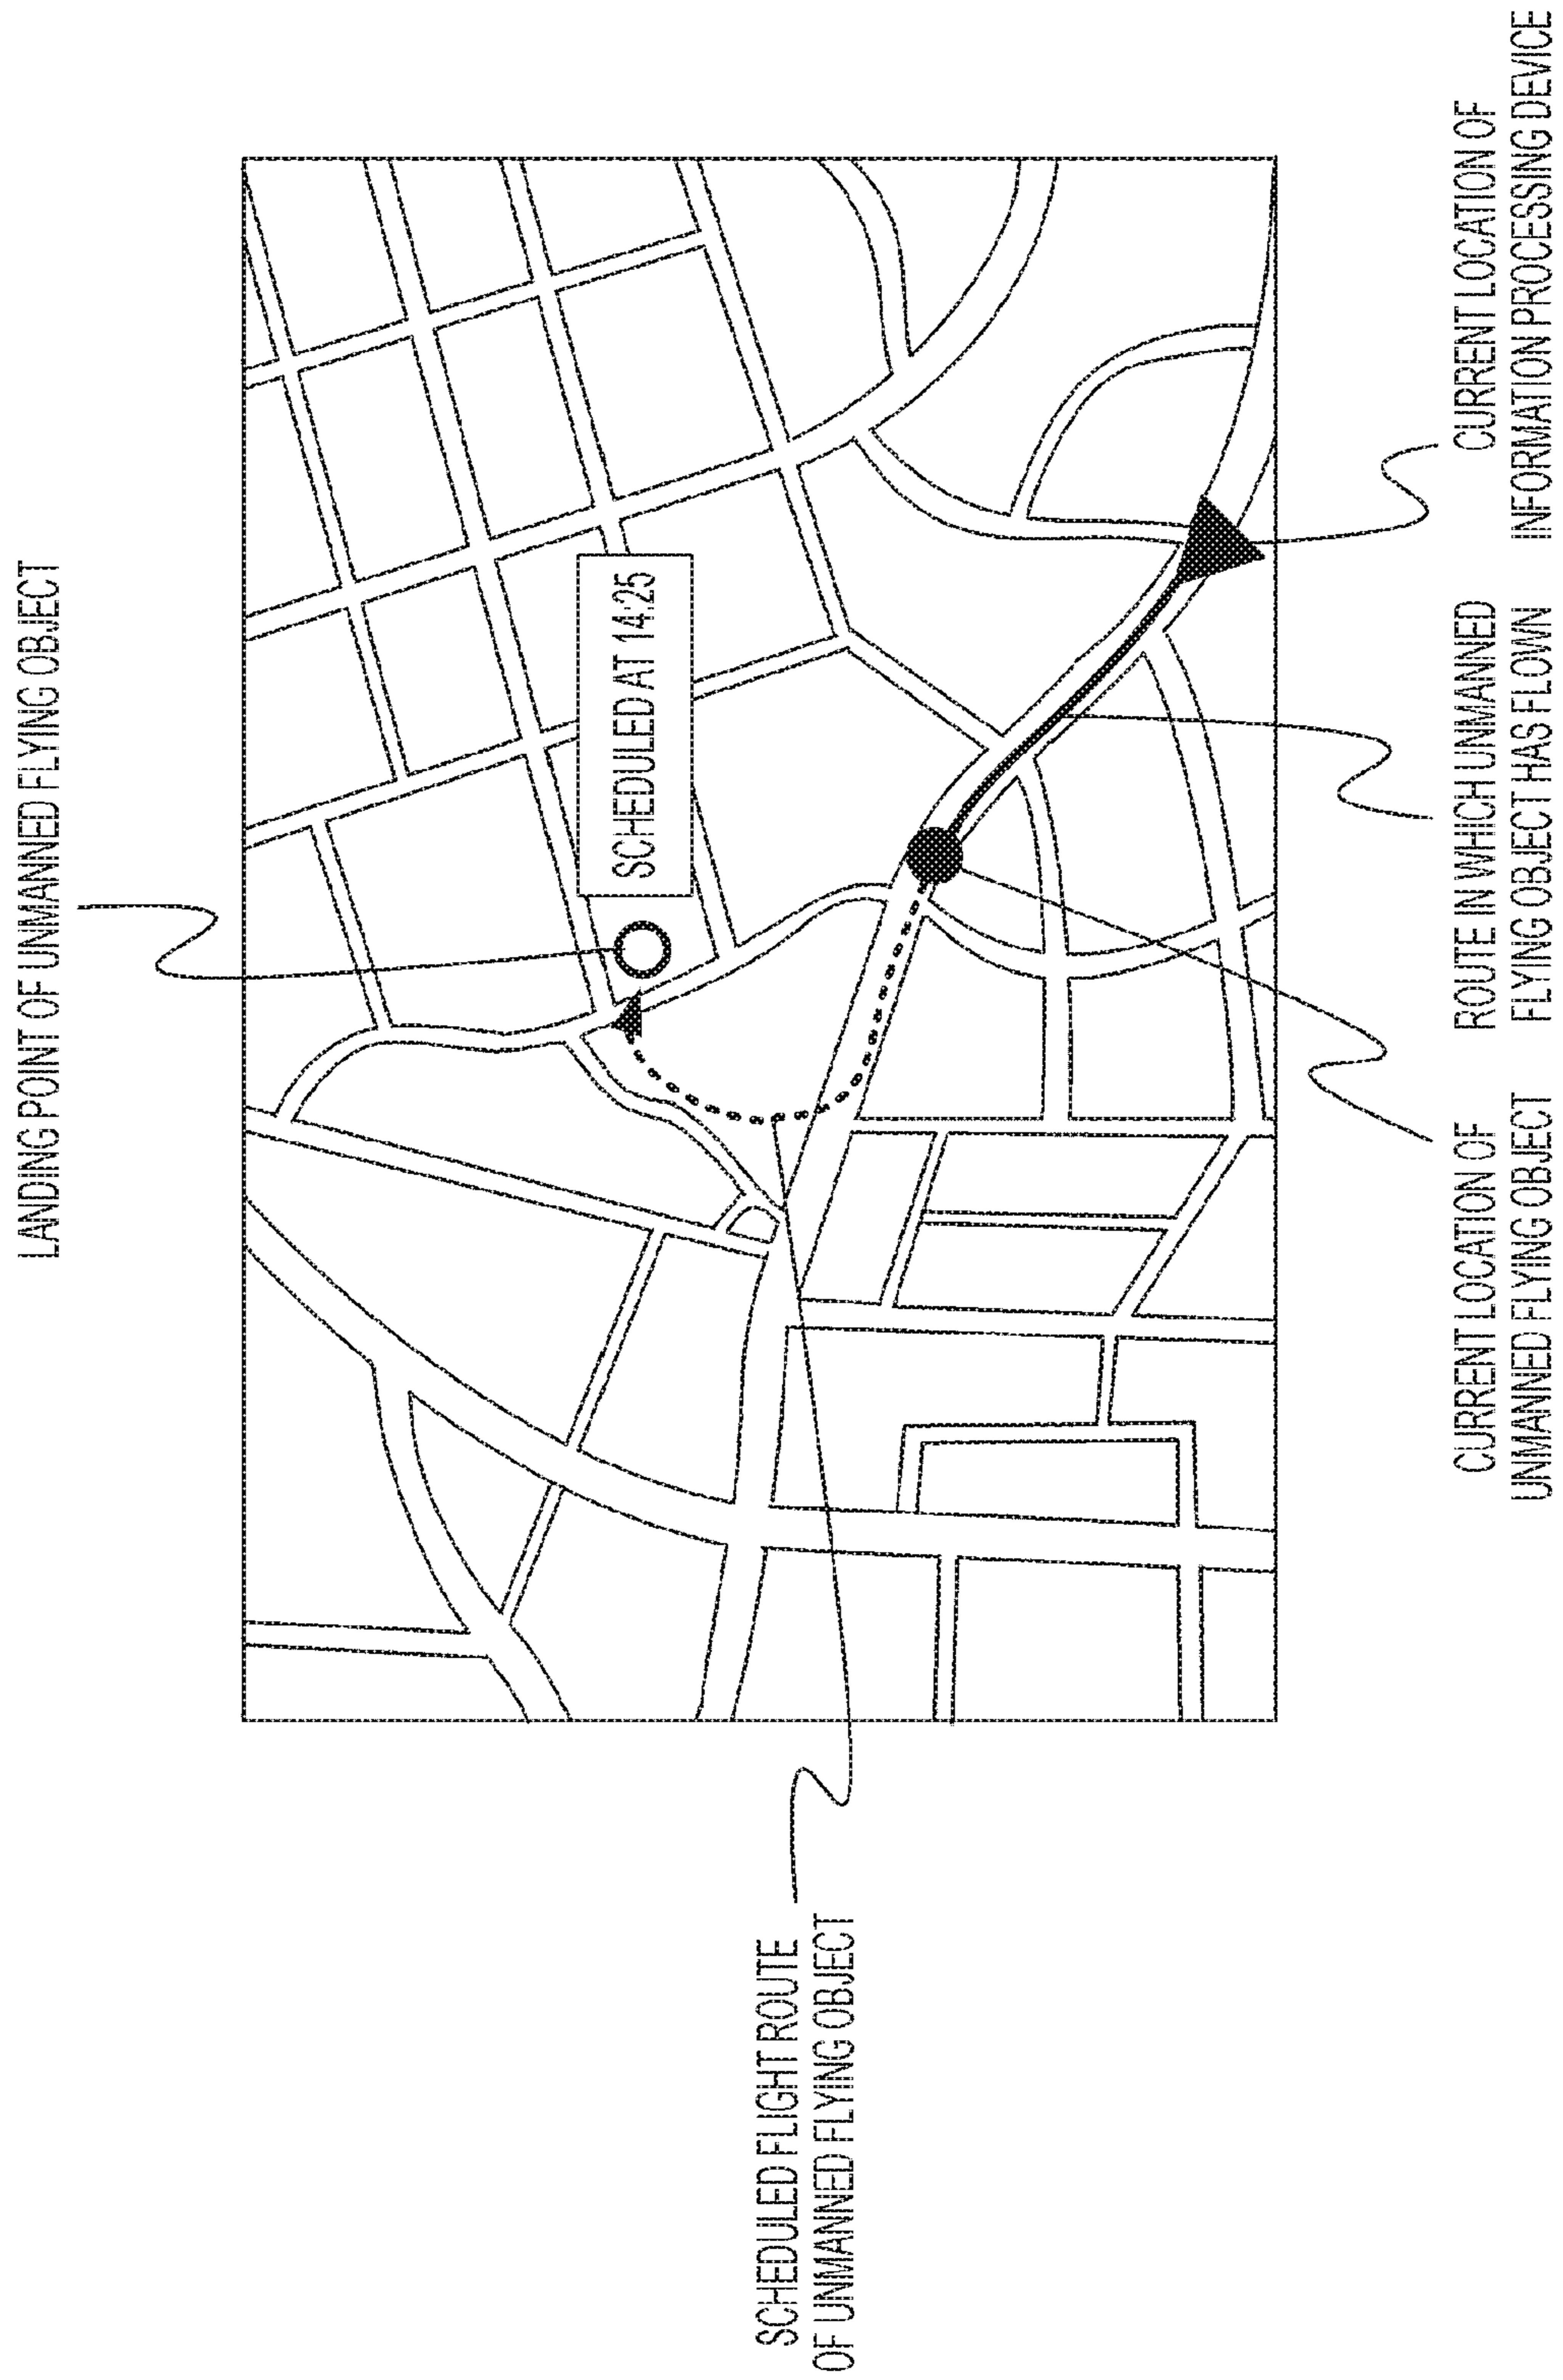 LANDING POINT OF UNMANNED FLYING OBJECT
SCHEDULED AT 14:25
SCHEDULED FLIGHT ROUTE
OF UNMANNED FLYING OBJECT
CURRENT LOCATION OF
UNMANNED FLYING OBJECT
ROUTE IN WHICH UNMANNED
FLYING OBJECT HAS FLOWN
CURRENT LOCATION OF
INFORMATION PROCESSING DEVICE